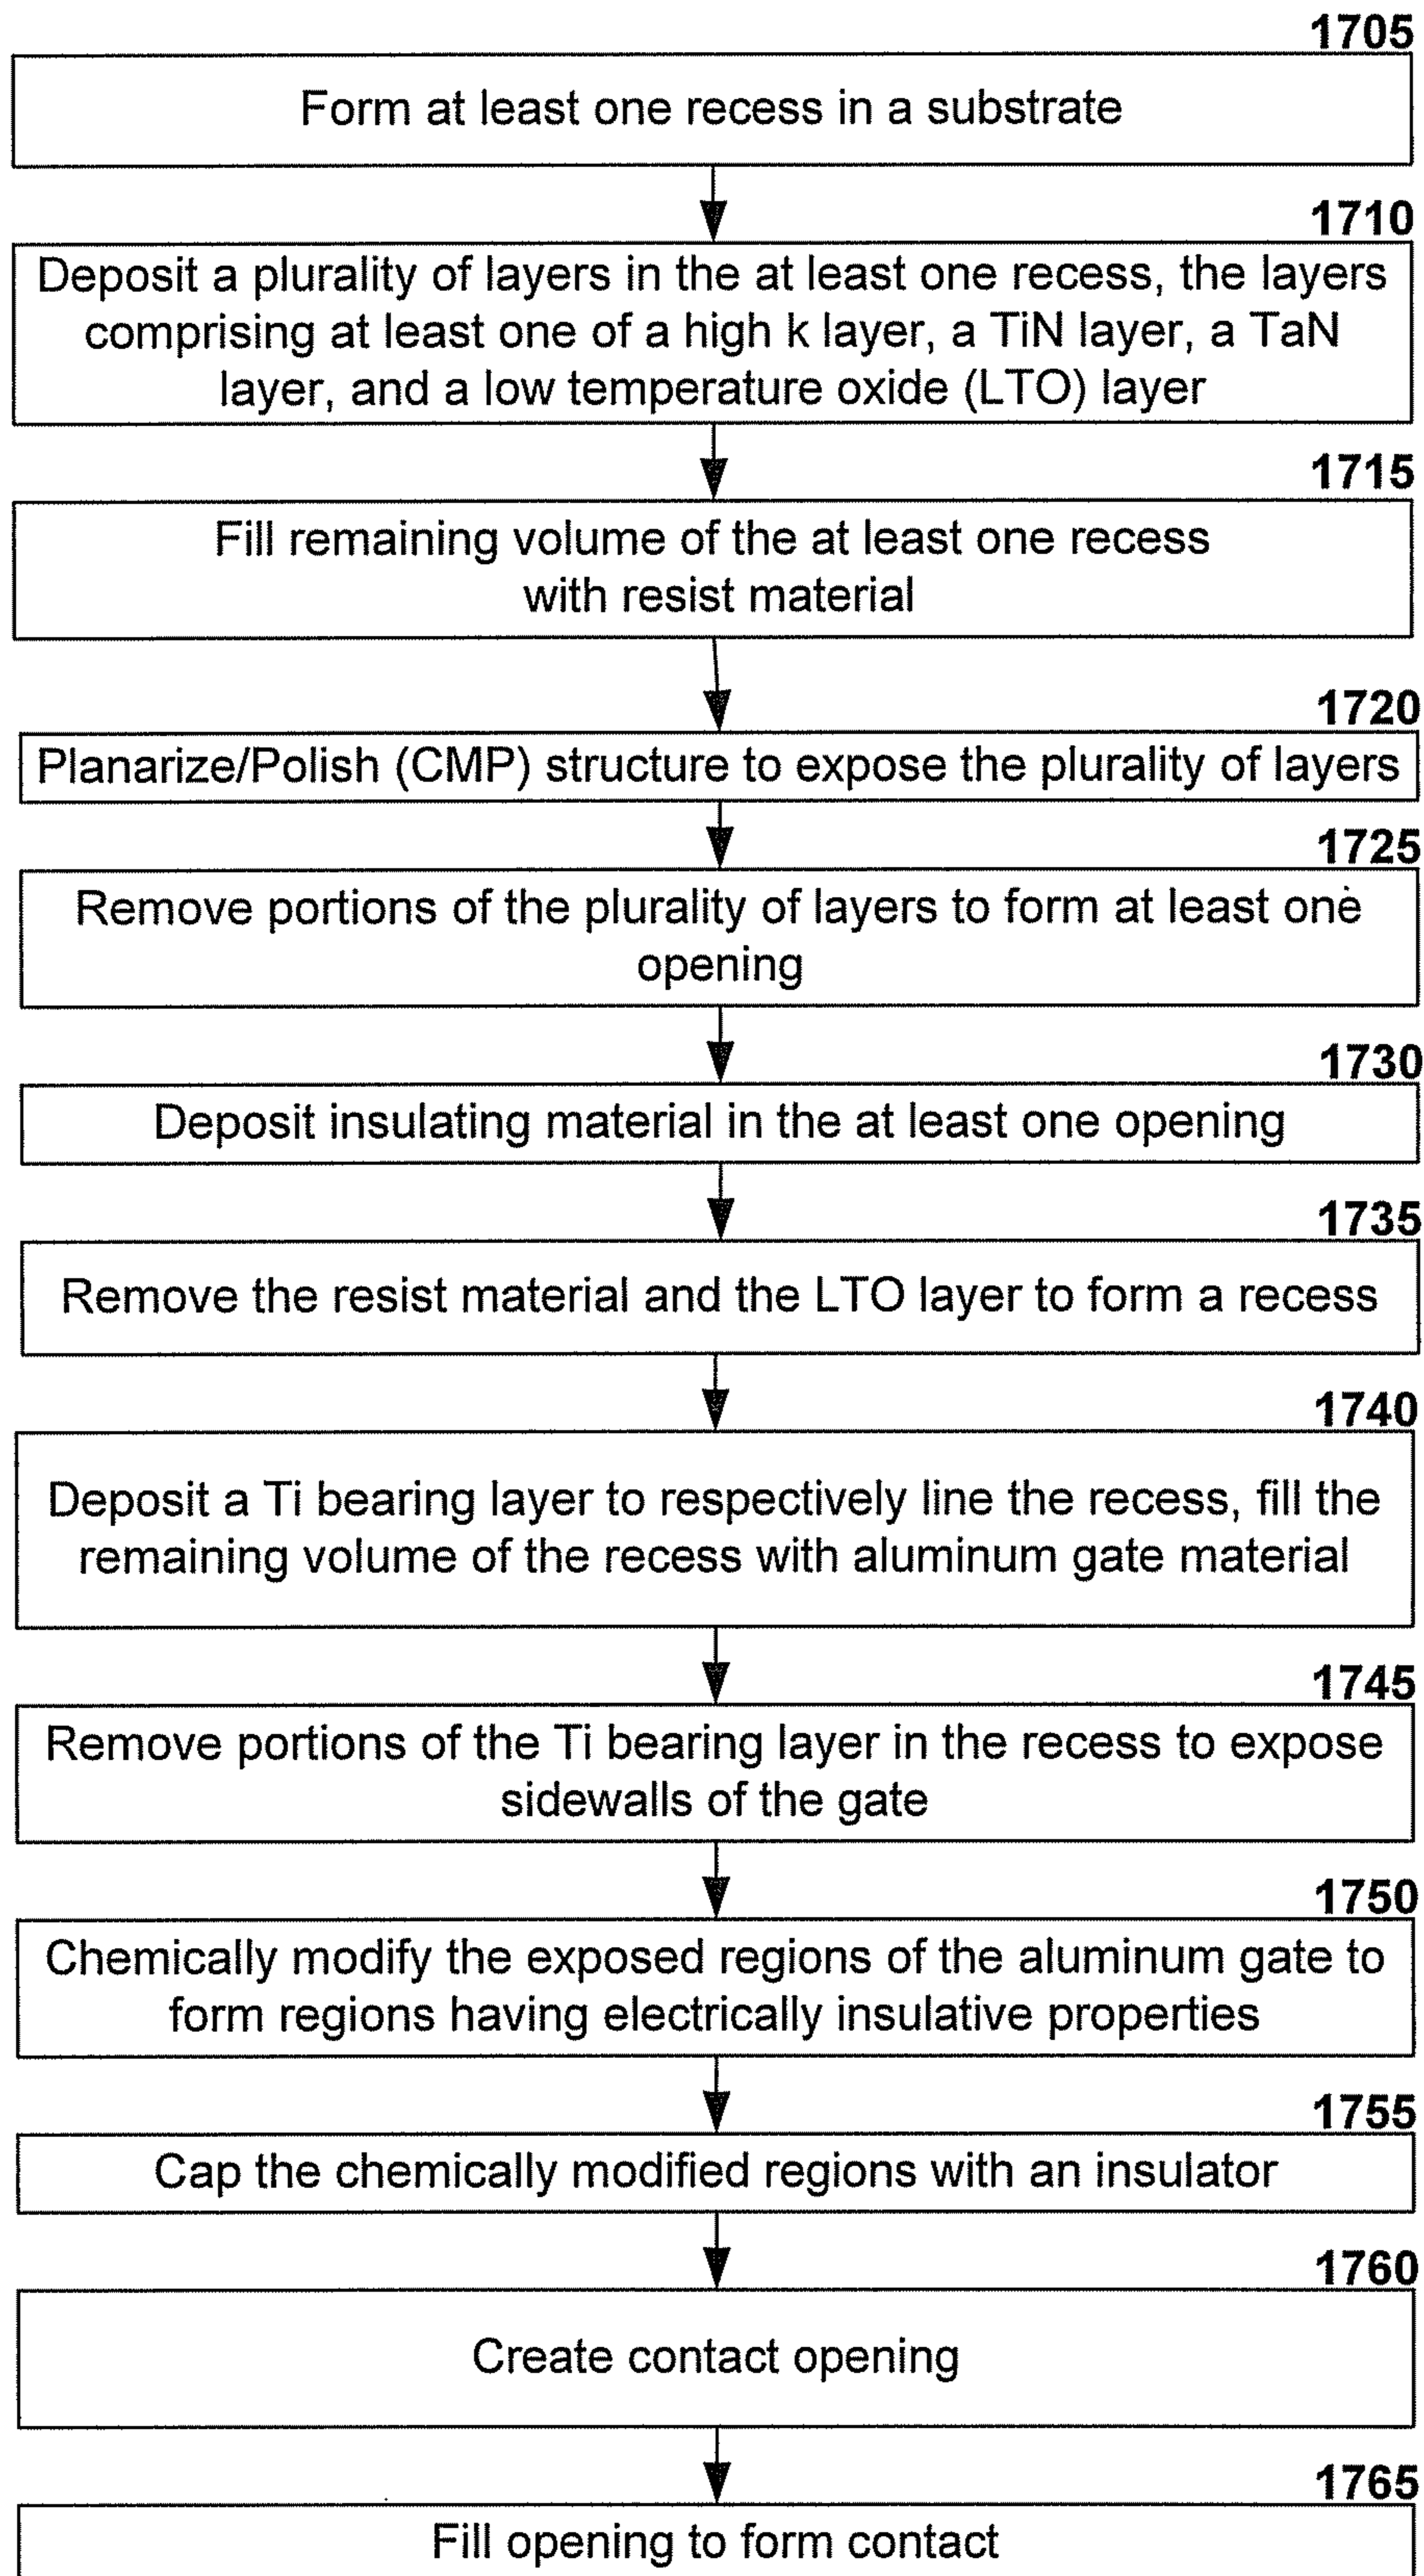 1705
Form at least one recess in a substrate
1710
Deposit a plurality of layers in the at least one recess, the layers
comprising at least one of a high k layer, a TiN layer, a TaN
layer, and a low temperature oxide (LTO) layer
1715
Fill remaining volume of the at least one recess
with resist material
1720
Planarize/Polish (CMP) structure to expose the plurality of layers
1725
Remove portions of the plurality of layers to form at least one
opening
1730
Deposit insulating material in the at least one opening
1735
Remove the resist material and the LTO layer to form a recess
1740
Deposit a Ti bearing layer to respectively line the recess, fill the
remaining volume of the recess with aluminum gate material
1745
Remove portions of the Ti bearing layer in the recess to expose
sidewalls of the gate
1750
Chemically modify the exposed regions of the aluminum gate to
form regions having electrically insulative properties
1755
Cap the chemically modified regions with an insulator
1760
Create contact opening
1765
Fill opening to form contact